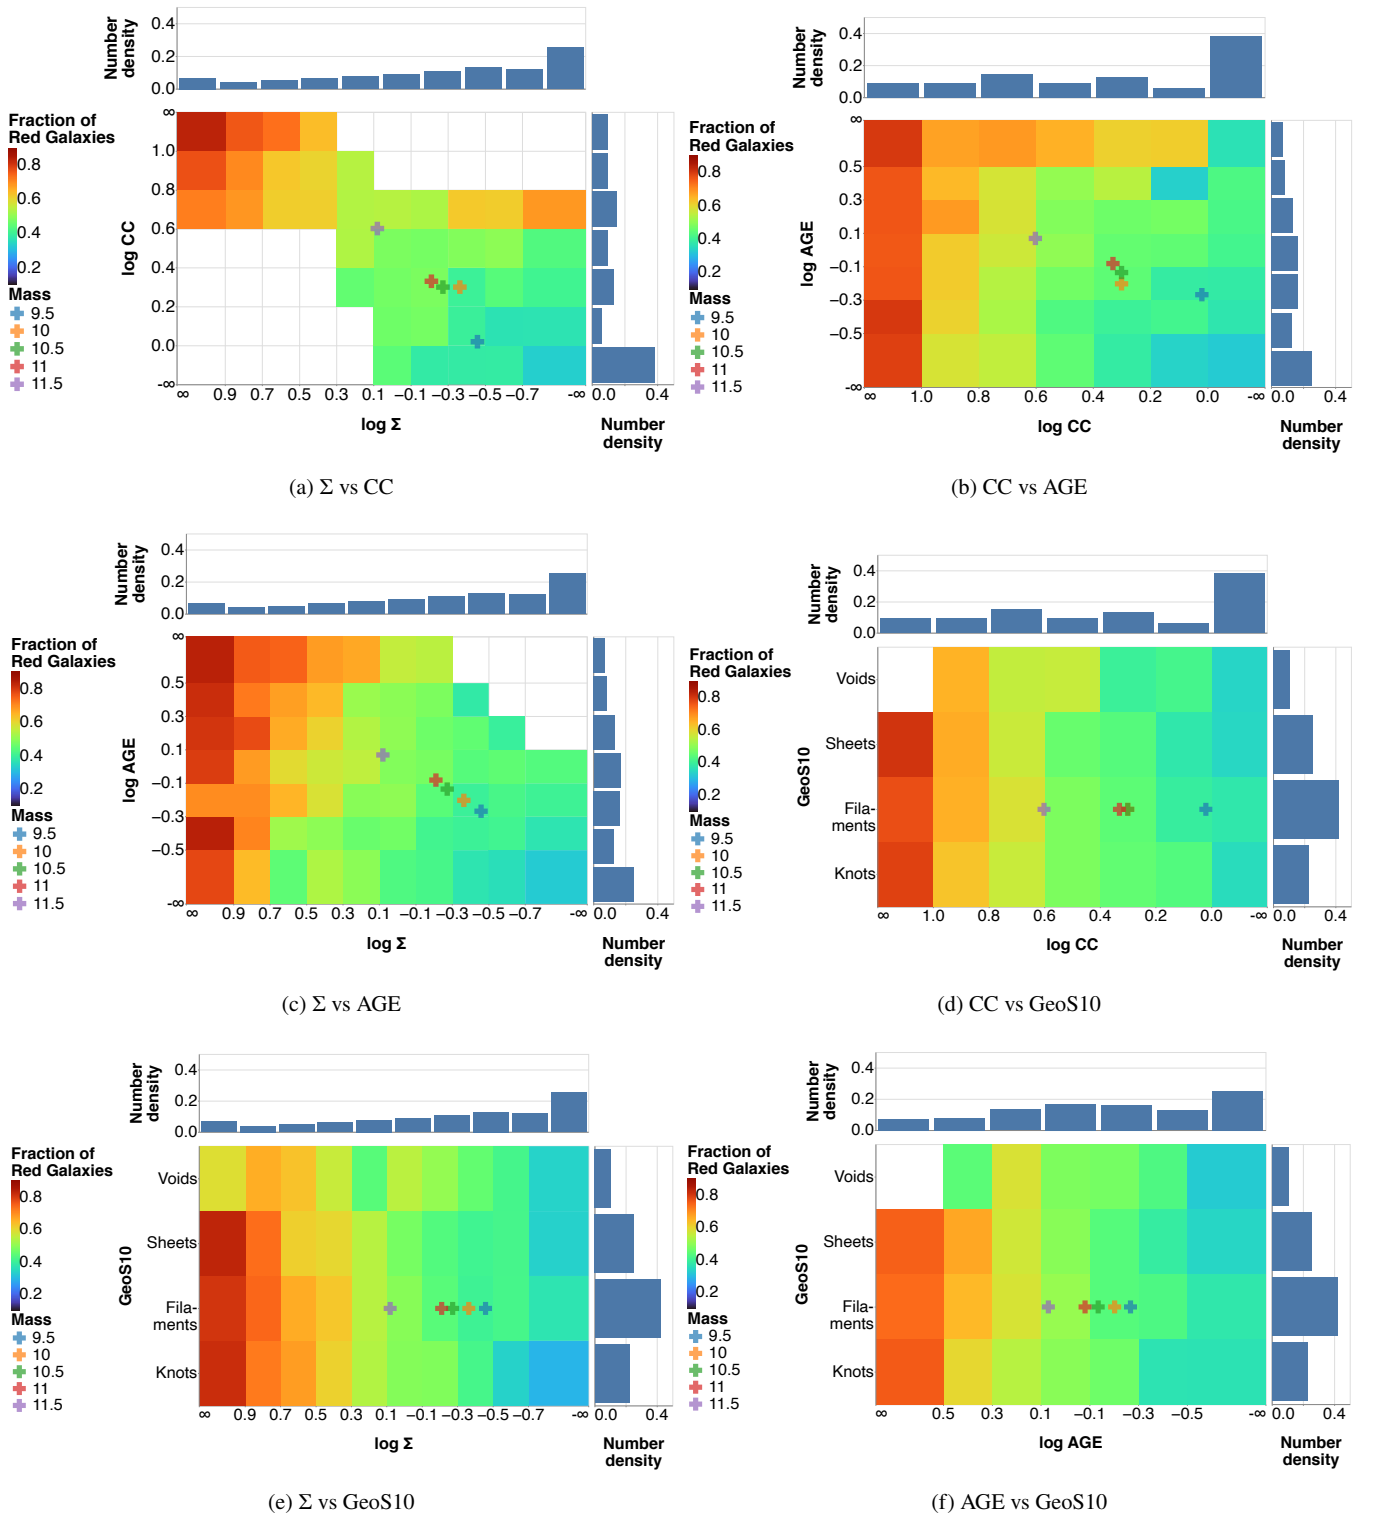 Number density
0.4
0.2
0.0
Fraction of
Red Galaxies
0.8
0.6
0.4
0.2
Mass
9.5
10
10.5
11
11.5
log CC
∞
1.0
0.8
0.6
0.4
0.2
0.0
-∞
∞ 0.9 0.7 0.5 0.3 0.1 −0.1 −0.3 −0.5 −0.7 -∞
log Σ
0.0 0.4
Number
density
(a) Σ vs CC
Number density
0.4
0.2
0.0
Fraction of
Red Galaxies
0.8
0.6
0.4
0.2
Mass
9.5
10
10.5
11
11.5
log AGE
∞
0.5
0.3
0.1
−0.1
−0.3
−0.5
-∞
∞ 1.0 0.8 0.6 0.4 0.2 0.0 -∞
log CC
0.0 0.4
Number
density
(b) CC vs AGE
Number density
0.4
0.2
0.0
Fraction of
Red Galaxies
0.8
0.6
0.4
0.2
Mass
9.5
10
10.5
11
11.5
log AGE
∞
0.5
0.3
0.1
−0.1
−0.3
−0.5
-∞
∞ 0.9 0.7 0.5 0.3 0.1 −0.1 −0.3 −0.5 −0.7 -∞
log Σ
0.0 0.4
Number
density
(c) Σ vs AGE
Number density
0.4
0.2
0.0
Fraction of
Red Galaxies
0.8
0.6
0.4
0.2
Mass
9.5
10
10.5
11
11.5
GeoS10
Voids
Sheets
Fila-
ments
Knots
∞ 1.0 0.8 0.6 0.4 0.2 0.0 -∞
log CC
0.0 0.4
Number
density
(d) CC vs GeoS10
Number density
0.4
0.2
0.0
Fraction of
Red Galaxies
0.8
0.6
0.4
0.2
Mass
9.5
10
10.5
11
11.5
GeoS10
Voids
Sheets
Fila-
ments
Knots
∞ 0.9 0.7 0.5 0.3 0.1 −0.1 −0.3 −0.5 −0.7 -∞
log Σ
0.0 0.4
Number
density
(e) Σ vs GeoS10
Number density
0.4
0.2
0.0
Fraction of
Red Galaxies
0.8
0.6
0.4
0.2
Mass
9.5
10
10.5
11
11.5
GeoS10
Voids
Sheets
Fila-
ments
Knots
∞ 0.5 0.3 0.1 −0.1 −0.3 −0.5 -∞
log AGE
0.0 0.4
Number
density
(f) AGE vs GeoS10